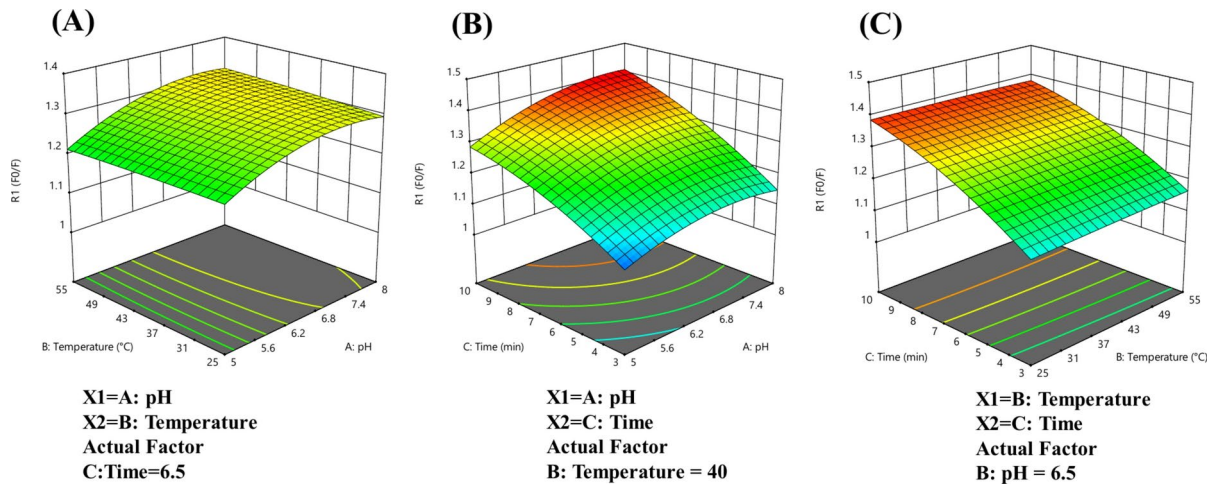 (A)
1.4
1.3
1.2
1.1
1
R1 (F0/F)
55
49
43
37
31
25
B: Temperature (°C)
5
5.6
6.2
6.8
7.4
8
A: pH
X1=A: pH
X2=B: Temperature
Actual Factor
C:Time=6.5
(B)
1.5
1.4
1.3
1.2
1.1
1
R1 (F0/F)
10
9
8
7
6
5
4
3
C: Time (min)
5
5.6
6.2
6.8
7.4
8
A: pH
X1=A: pH
X2=C: Time
Actual Factor
B: Temperature = 40
(C)
1.5
1.4
1.3
1.2
1.1
1
R1 (F0/F)
10
9
8
7
6
5
4
3
C: Time (min)
25
31
37
43
49
55
B: Temperature (°C)
X1=B: Temperature
X2=C: Time
Actual Factor
B: pH = 6.5